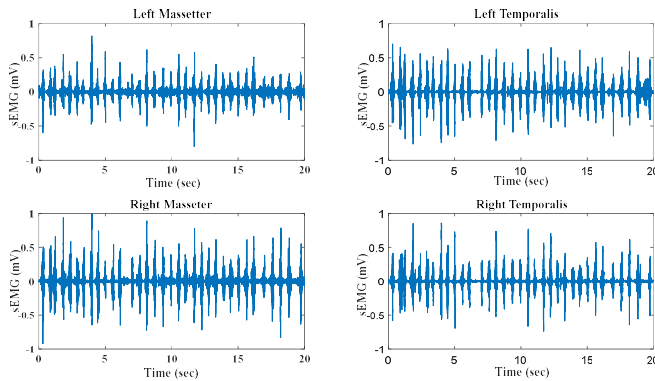 Left Massetter
1
0.5
0
-0.5
-1
sEMG (mV)
0 5 10 15 20
Time (sec)
Left Temporalis
1
0.5
0
-0.5
-1
sEMG (mV)
0 5 10 15 20
Time (sec)
Right Masseter
1
0.5
0
-0.5
-1
sEMG (mV)
0 5 10 15 20
Time (sec)
Right Temporalis
1
0.5
0
-0.5
-1
sEMG (mV)
0 5 10 15 20
Time (sec)